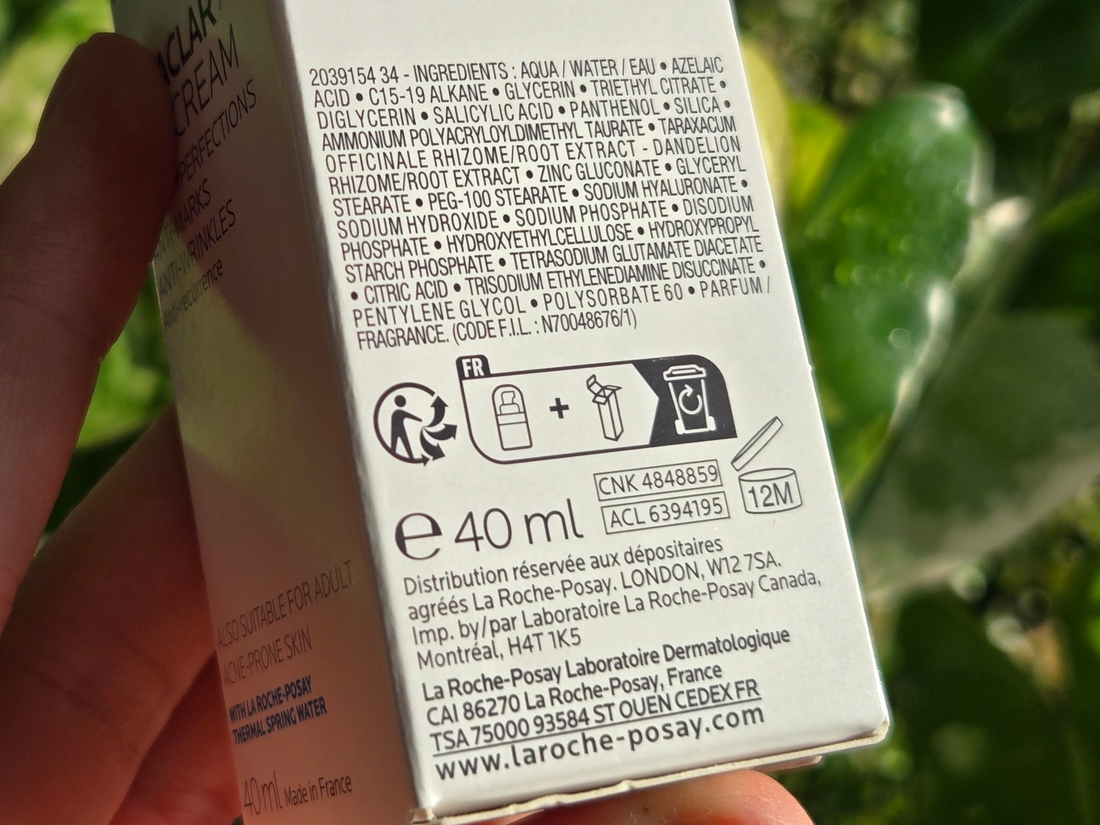 CREAM
ANTI-WRINKLES
Anti-recurrence
ALSO SUITABLE FOR ADULT
ACNE-PRONE SKIN
WITH LA ROCHE-POSAY
THERMAL SPRING WATER
40 ml Made in France
2039154 34 - INGREDIENTS : AQUA / WATER / EAU • AZELAIC
ACID • C15-19 ALKANE • GLYCERIN • TRIETHYL CITRATE •
DIGLYCERIN • SALICYLIC ACID • PANTHENOL • SILICA •
AMMONIUM POLYACRYLOYLDIMETHYL TAURATE • TARAXACUM
OFFICINALE RHIZOME/ROOT EXTRACT - DANDELION
RHIZOME/ROOT EXTRACT • ZINC GLUCONATE • GLYCERYL
STEARATE • PEG-100 STEARATE • SODIUM HYALURONATE •
SODIUM HYDROXIDE • SODIUM PHOSPHATE • DISODIUM
PHOSPHATE • HYDROXYETHYLCELLULOSE • HYDROXYPROPYL
STARCH PHOSPHATE • TETRASODIUM GLUTAMATE DIACETATE
• CITRIC ACID • TRISODIUM ETHYLENEDIAMINE DISUCCINATE •
PENTYLENE GLYCOL • POLYSORBATE 60 • PARFUM /
FRAGRANCE. (CODE F.I.L. : N70048676/1)
FR
+
CNK 4848859
ACL 6394195
12M
e 40 ml
Distribution réservée aux dépositaires
agréés La Roche-Posay. LONDON, W12 7SA.
Imp. by/par Laboratoire La Roche-Posay Canada,
Montréal, H4T 1K5
La Roche-Posay Laboratoire Dermatologique
CAI 86270 La Roche-Posay, France
TSA 75000 93584 ST OUEN CEDEX FR
www.laroche-posay.com